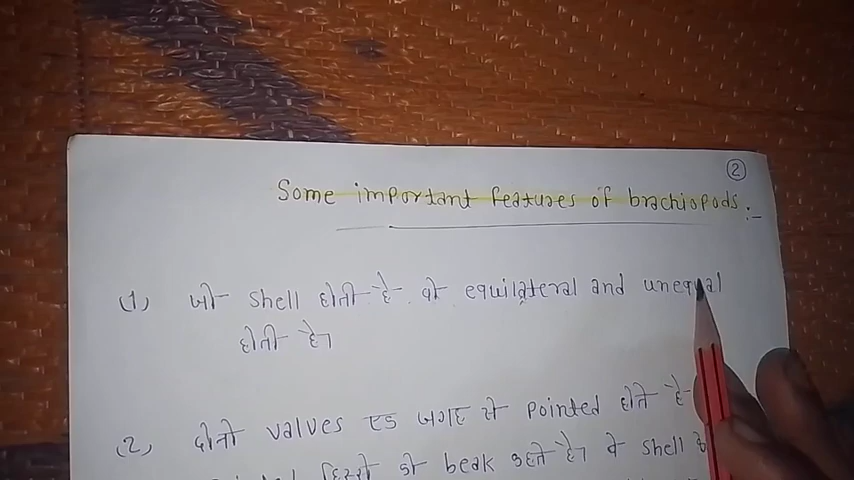 ②
Some important features of brachiopods :-
(1) जो shell होती है वो equilateral and unequal
होती है।
(2) दोनो valves एक जगह से pointed होते है
हिस्से को beak कहते है। ये shell के